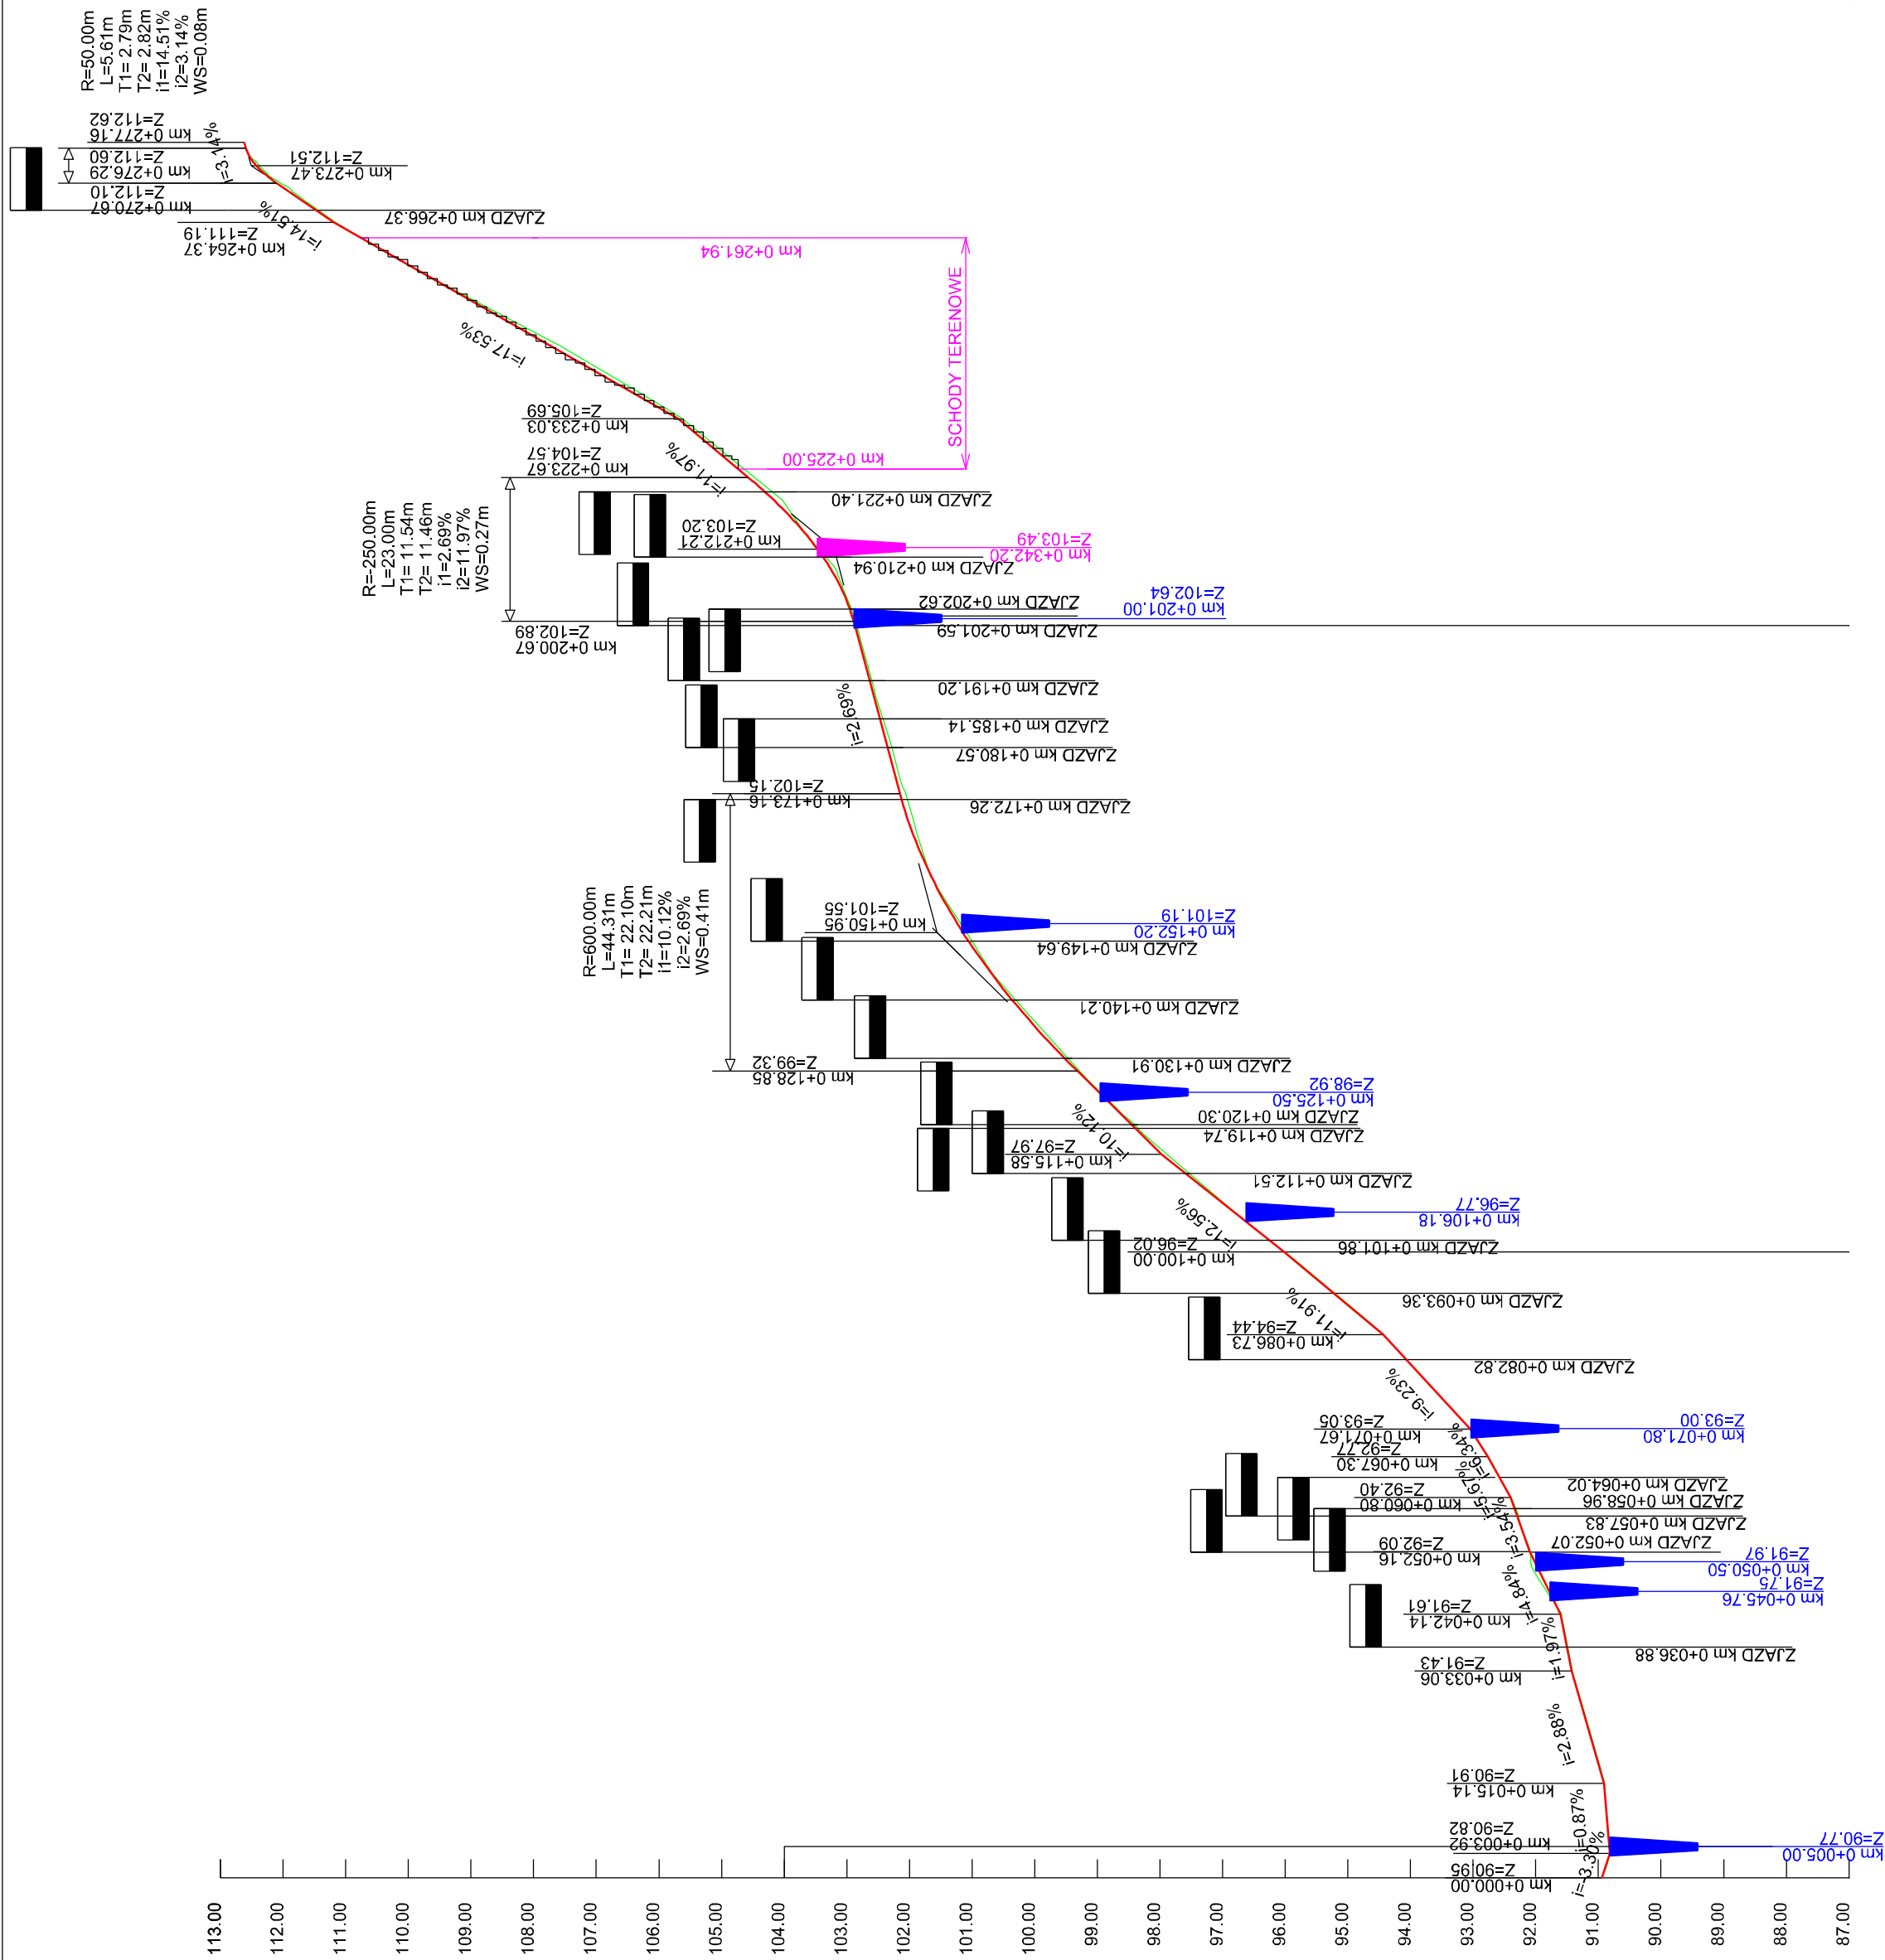 R=50.00m
L=5.61m
T1= 2.79m
T2= 2.82m
i1=14.51%
i2=3.14%
WS=0.08m
Z=112.62
km 0+277.16
Z=112.60
km 0+276.29
Z=112.10
km 0+270.67
Z=111.19
km 0+264.37
i=3.14%
i=14.51%
Z=112.51
km 0+273.47
ZJAZD km 0+266.37
km 0+261.94
SCHODY TERENOWE
i=17.53%
Z=105.69
km 0+233.03
Z=104.57
km 0+223.67
i=11.97%
km 0+225.00
R=-250.00m
L=23.00m
T1= 11.54m
T2= 11.46m
i1=2.69%
i2=11.97%
WS=0.27m
ZJAZD km 0+221.40
Z=103.20
km 0+212.21
Z=103.49
km 0+342.20
ZJAZD km 0+210.94
ZJAZD km 0+202.62
Z=102.64
km 0+201.00
ZJAZD km 0+201.59
Z=102.89
km 0+200.67
ZJAZD km 0+191.20
i=2.69%
ZJAZD km 0+185.14
ZJAZD km 0+180.57
Z=102.15
km 0+173.16
ZJAZD km 0+172.26
R=600.00m
L=44.31m
T1= 22.10m
T2= 22.21m
i1=10.12%
i2=2.69%
WS=0.41m
Z=101.55
km 0+150.95
Z=101.19
km 0+152.20
ZJAZD km 0+149.64
ZJAZD km 0+140.21
ZJAZD km 0+130.91
Z=99.32
km 0+128.85
Z=98.92
km 0+125.50
ZJAZD km 0+120.30
ZJAZD km 0+119.74
i=10.12%
Z=97.97
km 0+115.58
ZJAZD km 0+112.51
i=12.56%
Z=96.77
km 0+106.18
ZJAZD km 0+101.86
Z=96.02
km 0+100.00
ZJAZD km 0+093.36
i=11.91%
Z=94.44
km 0+086.73
ZJAZD km 0+082.82
i=9.23%
Z=93.05
km 0+071.67
Z=93.00
km 0+071.80
i=6.34%
Z=92.77
km 0+067.30
ZJAZD km 0+064.02
i=5.67%
Z=92.40
km 0+060.80
ZJAZD km 0+058.96
ZJAZD km 0+057.83
i=3.54%
ZJAZD km 0+052.07
Z=92.09
km 0+052.16
Z=91.97
km 0+050.50
i=4.84%
Z=91.75
km 0+045.76
Z=91.61
km 0+042.14
i=1.97%
ZJAZD km 0+036.88
Z=91.43
km 0+033.06
i=2.88%
Z=90.91
km 0+015.14
i=0.87%
Z=90.82
km 0+003.92
Z=90.77
km 0+005.00
i=-3.30%
Z=90.95
km 0+000.00
113.00
112.00
111.00
110.00
109.00
108.00
107.00
106.00
105.00
104.00
103.00
102.00
101.00
100.00
99.00
98.00
97.00
96.00
95.00
94.00
93.00
92.00
91.00
90.00
89.00
88.00
87.00